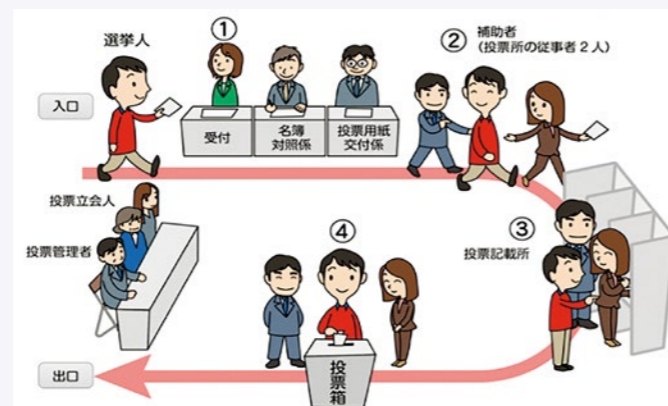 選挙人
①
② 補助者
(投票所の従事者2人)
入口
受付
名簿
対照係
投票用紙
交付係
投票立会人
投票管理者
④
③
投票記載所
出口
投票箱